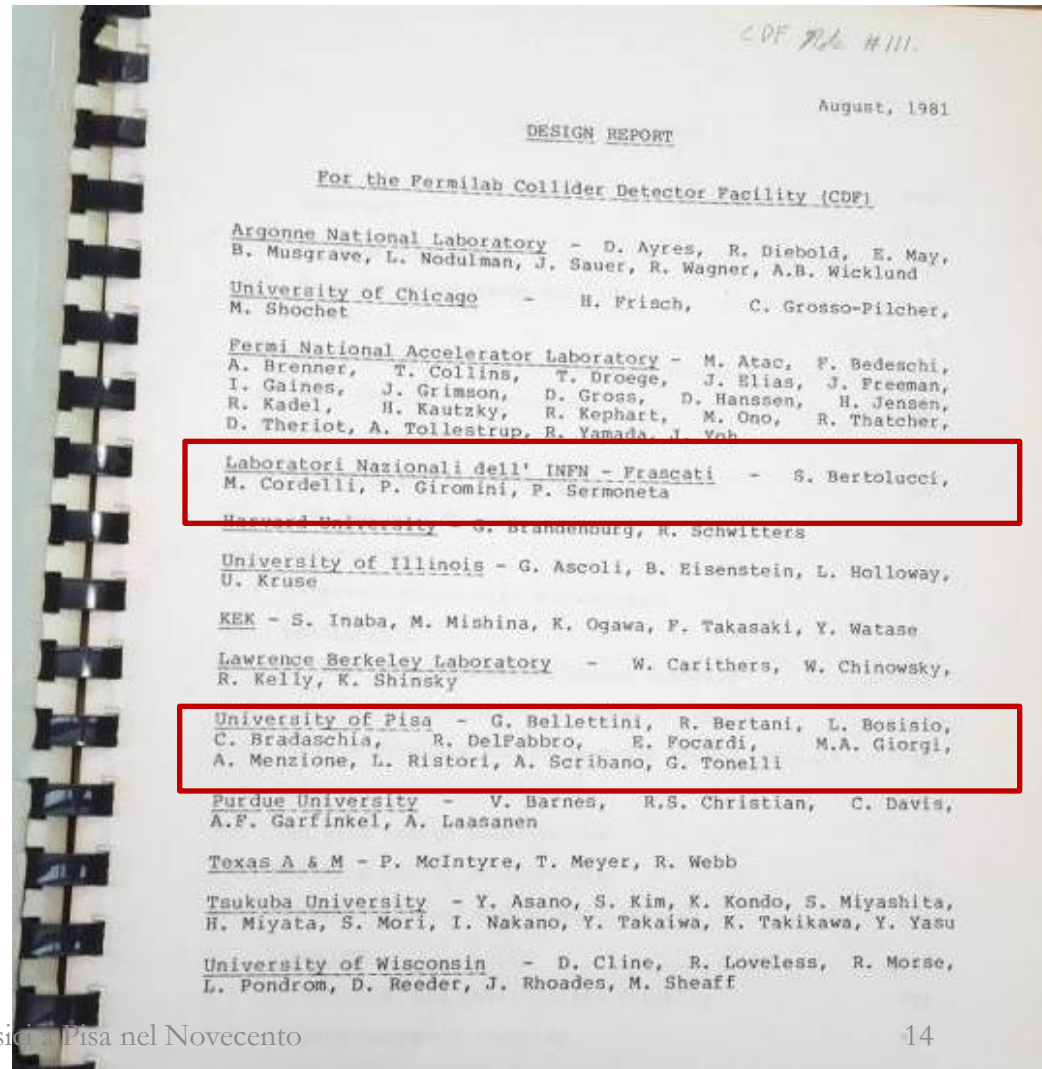 CDF Note #111.
August, 1981
DESIGN REPORT
For the Fermilab Collider Detector Facility (CDF)
Argonne National Laboratory - D. Ayres, R. Diebold, E. May,
B. Musgrave, L. Nodulman, J. Sauer, R. Wagner, A.B. Wicklund
University of Chicago - H. Frisch, C. Grosso-Pilcher,
M. Shochet
Fermi National Accelerator Laboratory - M. Atac, F. Bedeschi,
A. Brenner, T. Collins, T. Droege, J. Elias, J. Freeman,
I. Gaines, J. Grimson, D. Gross, D. Hanssen, H. Jensen,
R. Kadel, H. Kautzky, R. Kephart, M. Ono, R. Thatcher,
D. Theriot, A. Tollestrup, R. Yamada, J. Yoh
Laboratori Nazionali dell' INFN - Frascati - S. Bertolucci,
M. Cordelli, P. Giromini, P. Sermoneta
Harvard University - G. Brandenburg, R. Schwitters
University of Illinois - G. Ascoli, B. Eisenstein, L. Holloway,
U. Kruse
KEK - S. Inaba, M. Mishina, K. Ogawa, F. Takasaki, Y. Watase
Lawrence Berkeley Laboratory - W. Carithers, W. Chinowsky,
R. Kelly, K. Shinsky
University of Pisa - G. Bellettini, R. Bertani, L. Bosisio,
C. Bradaschia, R. DelFabbro, E. Focardi, M.A. Giorgi,
A. Menzione, L. Ristori, A. Scribano, G. Tonelli
Purdue University - V. Barnes, R.S. Christian, C. Davis,
A.F. Garfinkel, A. Laasanen
Texas A & M - P. McIntyre, T. Meyer, R. Webb
Tsukuba University - Y. Asano, S. Kim, K. Kondo, S. Miyashita,
H. Miyata, S. Mori, I. Nakano, Y. Takaiwa, K. Takikawa, Y. Yasu
University of Wisconsin - D. Cline, R. Loveless, R. Morse,
L. Pondrom, D. Reeder, J. Rhoades, M. Sheaff
a Pisa nel Novecento 14